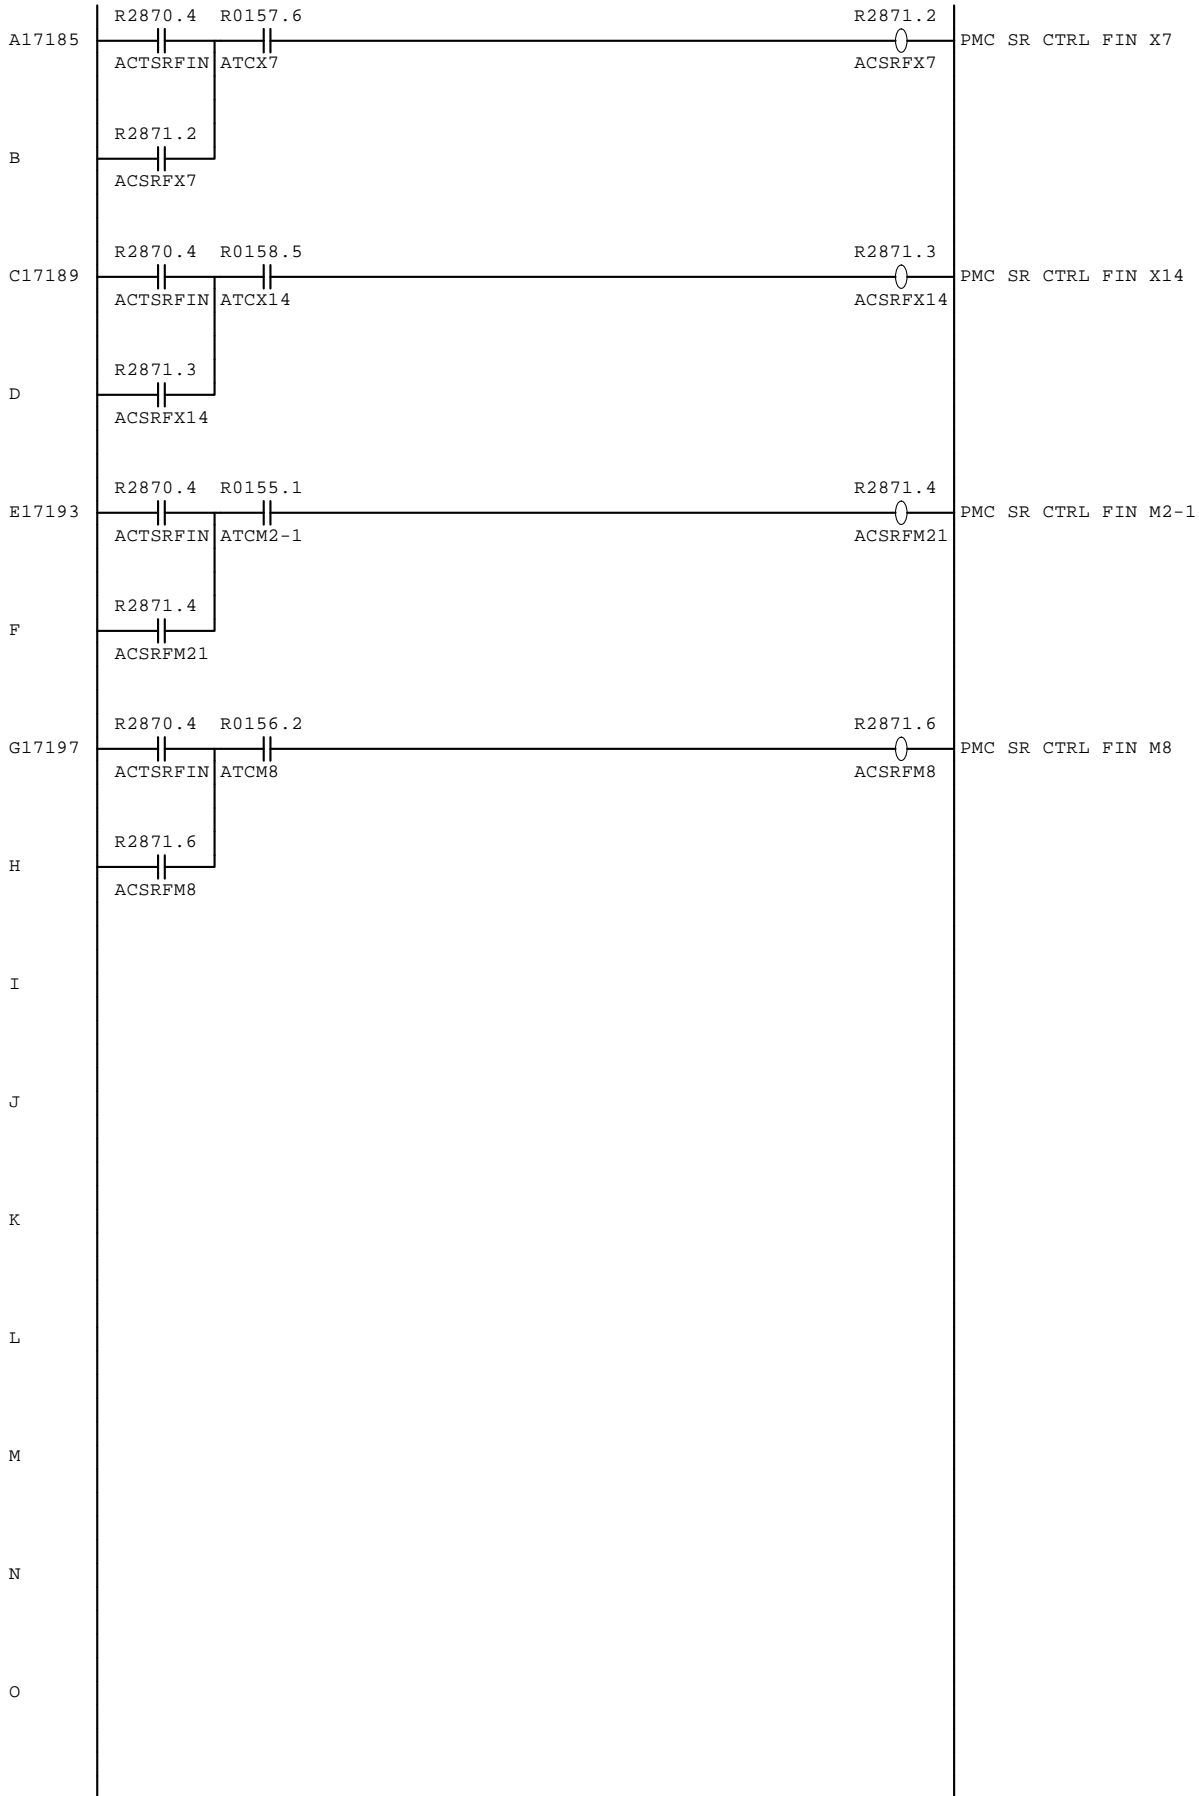 R2870.4 R0157.6 R2871.2
A17185 PMC SR CTRL FIN X7
ACTSRFIN ATCX7 ACSRFX7
R2871.2
B
ACSRFX7
R2870.4 R0158.5 R2871.3
C17189 PMC SR CTRL FIN X14
ACTSRFIN ATCX14 ACSRFX14
R2871.3
D
ACSRFX14
R2870.4 R0155.1 R2871.4
E17193 PMC SR CTRL FIN M2-1
ACTSRFIN ATCM2-1 ACSRFM21
R2871.4
F
ACSRFM21
R2870.4 R0156.2 R2871.6
G17197 PMC SR CTRL FIN M8
ACTSRFIN ATCM8 ACSRFM8
R2871.6
H
ACSRFM8
I
J
K
L
M
N
O